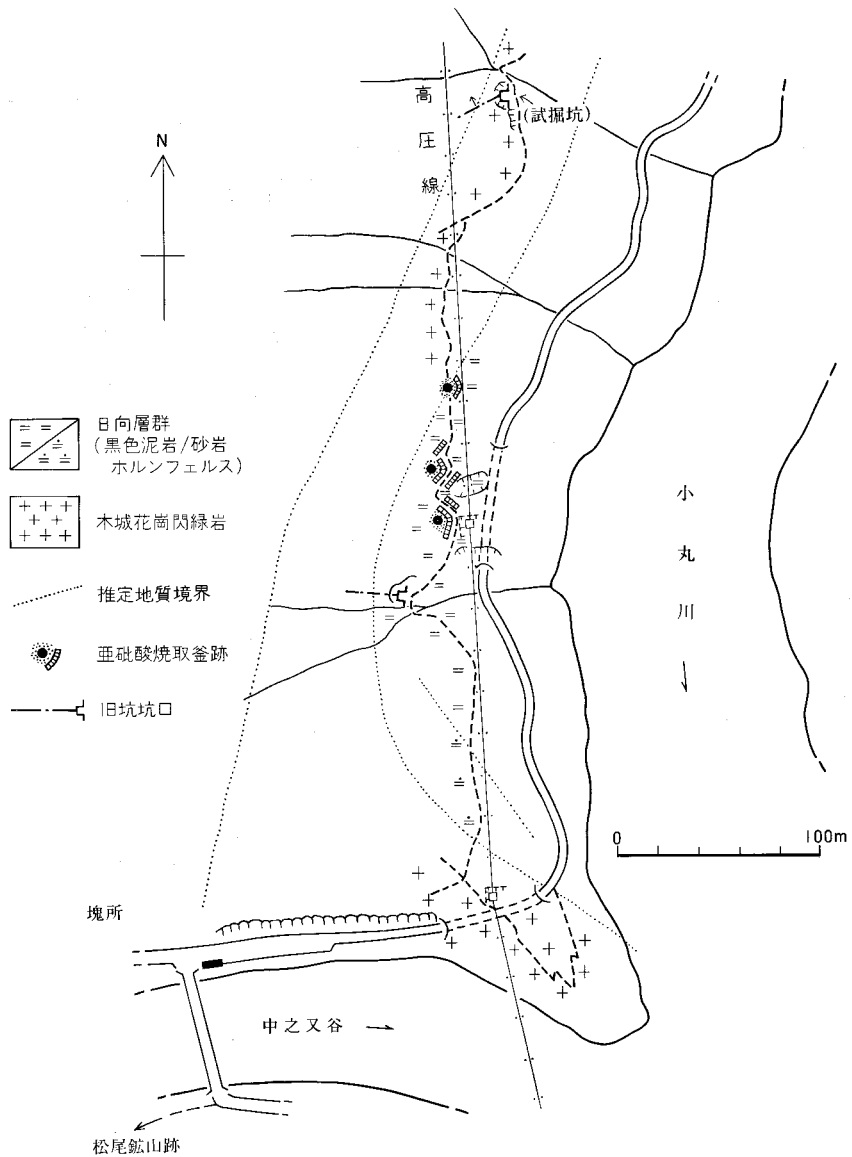 高圧線
(試掘坑)
N
日向層群
(黒色泥岩/砂岩
ホルンフェルス)
木城花崗閃緑岩
推定地質境界
亜砒酸焼取釜跡
旧坑坑口
小丸川
0 100m
塊所
中之又谷
松尾鉱山跡